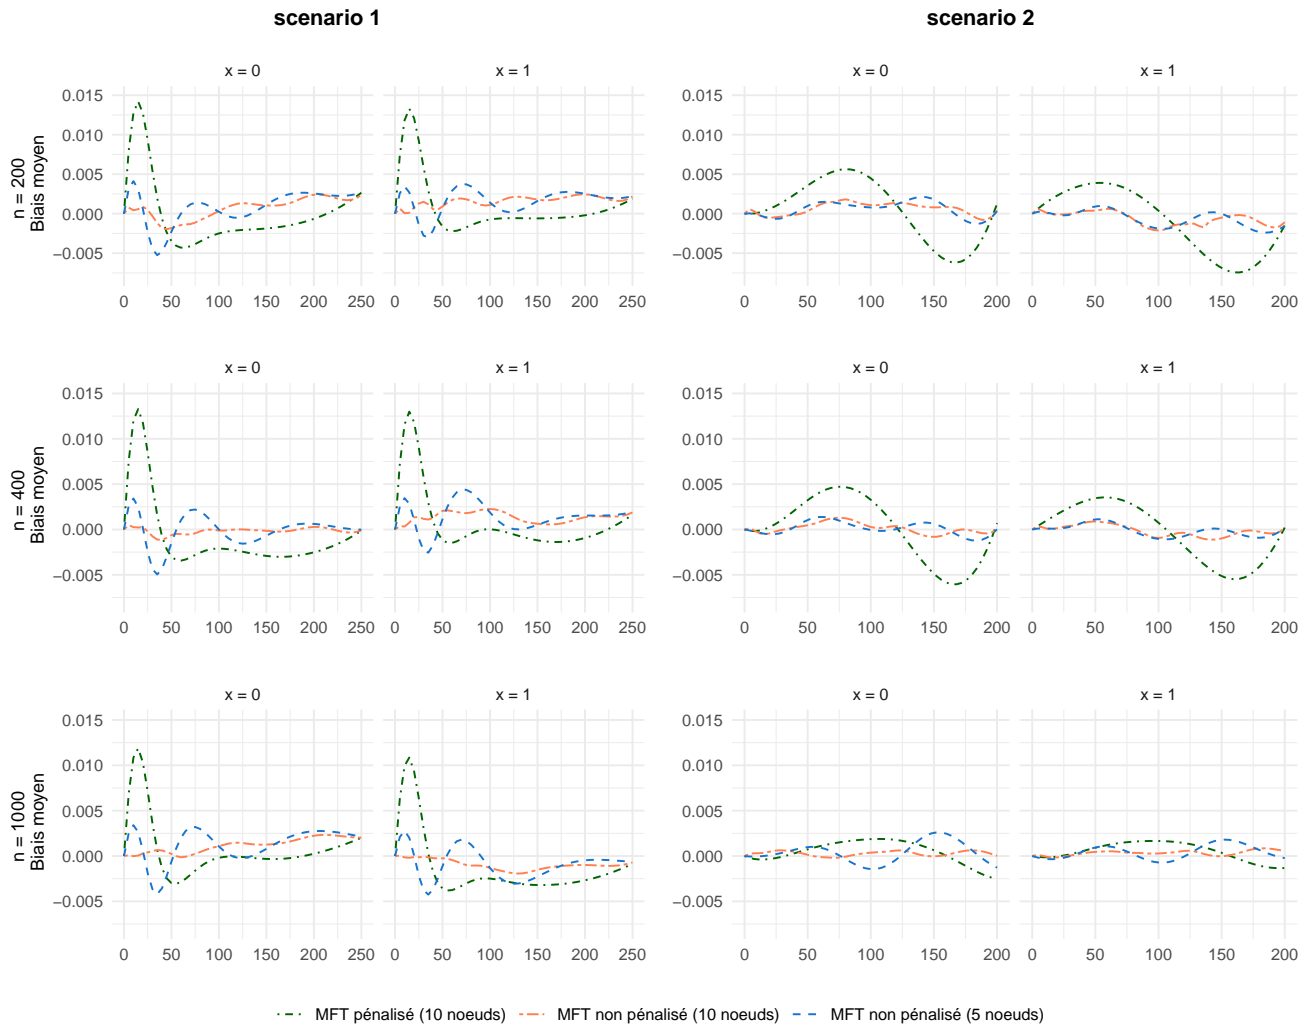 scenario 1
scenario 2
x = 0
x = 1
x = 0
x = 1
n = 200
Biais moyen
0.015
0.010
0.005
0.000
−0.005
0 50 100 150 200 250
0 50 100 150 200 250
0.015
0.010
0.005
0.000
−0.005
0 50 100 150 200
0 50 100 150 200
x = 0
x = 1
x = 0
x = 1
n = 400
Biais moyen
0.015
0.010
0.005
0.000
−0.005
0 50 100 150 200 250
0 50 100 150 200 250
0.015
0.010
0.005
0.000
−0.005
0 50 100 150 200
0 50 100 150 200
x = 0
x = 1
x = 0
x = 1
n = 1000
Biais moyen
0.015
0.010
0.005
0.000
−0.005
0 50 100 150 200 250
0 50 100 150 200 250
0.015
0.010
0.005
0.000
−0.005
0 50 100 150 200
0 50 100 150 200
MFT pénalisé (10 noeuds) MFT non pénalisé (10 noeuds) MFT non pénalisé (5 noeuds)